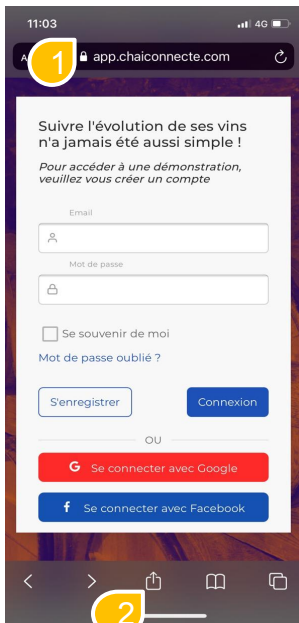 11:03
4G
A
1
app.chaiconnecte.com
Suivre l'évolution de ses vins
n'a jamais été aussi simple !
Pour accéder à une démonstration,
veuillez vous créer un compte
Email
Mot de passe
Se souvenir de moi
Mot de passe oublié ?
S'enregistrer
Connexion
OU
G Se connecter avec Google
f Se connecter avec Facebook
2